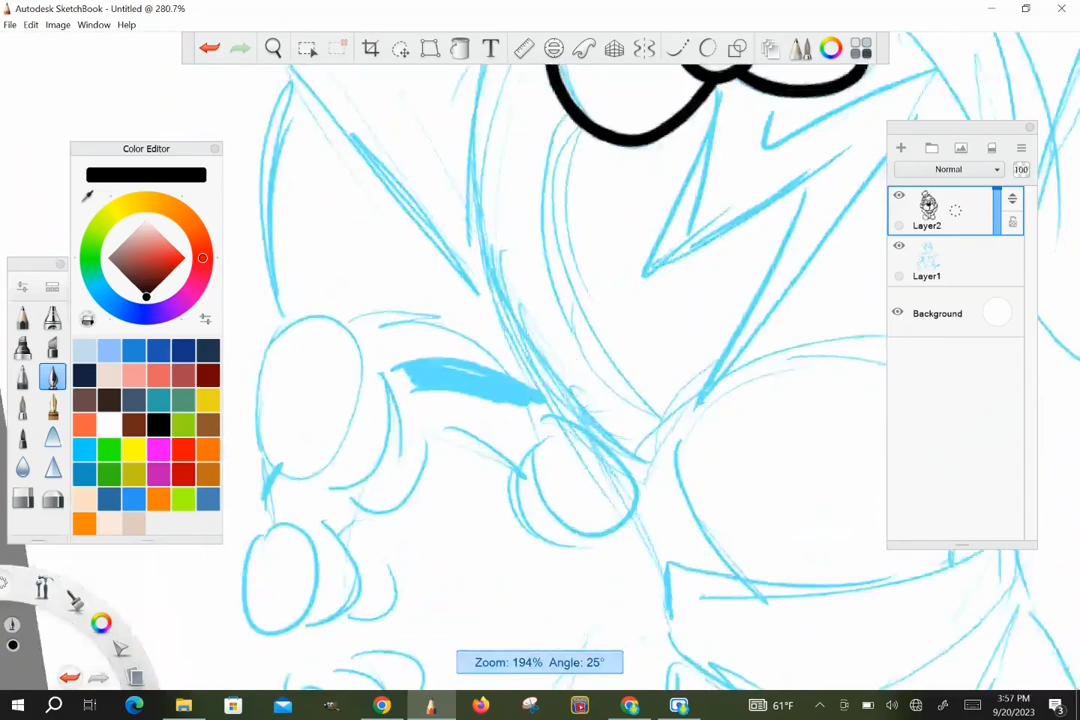 Autodesk SketchBook - Untitled @ 280.7%
File Edit Image Window Help
T
Color Editor
Normal
100
Layer2
Layer1
Background
Zoom: 194% Angle: 25°
61°F
3:57 PM
9/20/2023
3